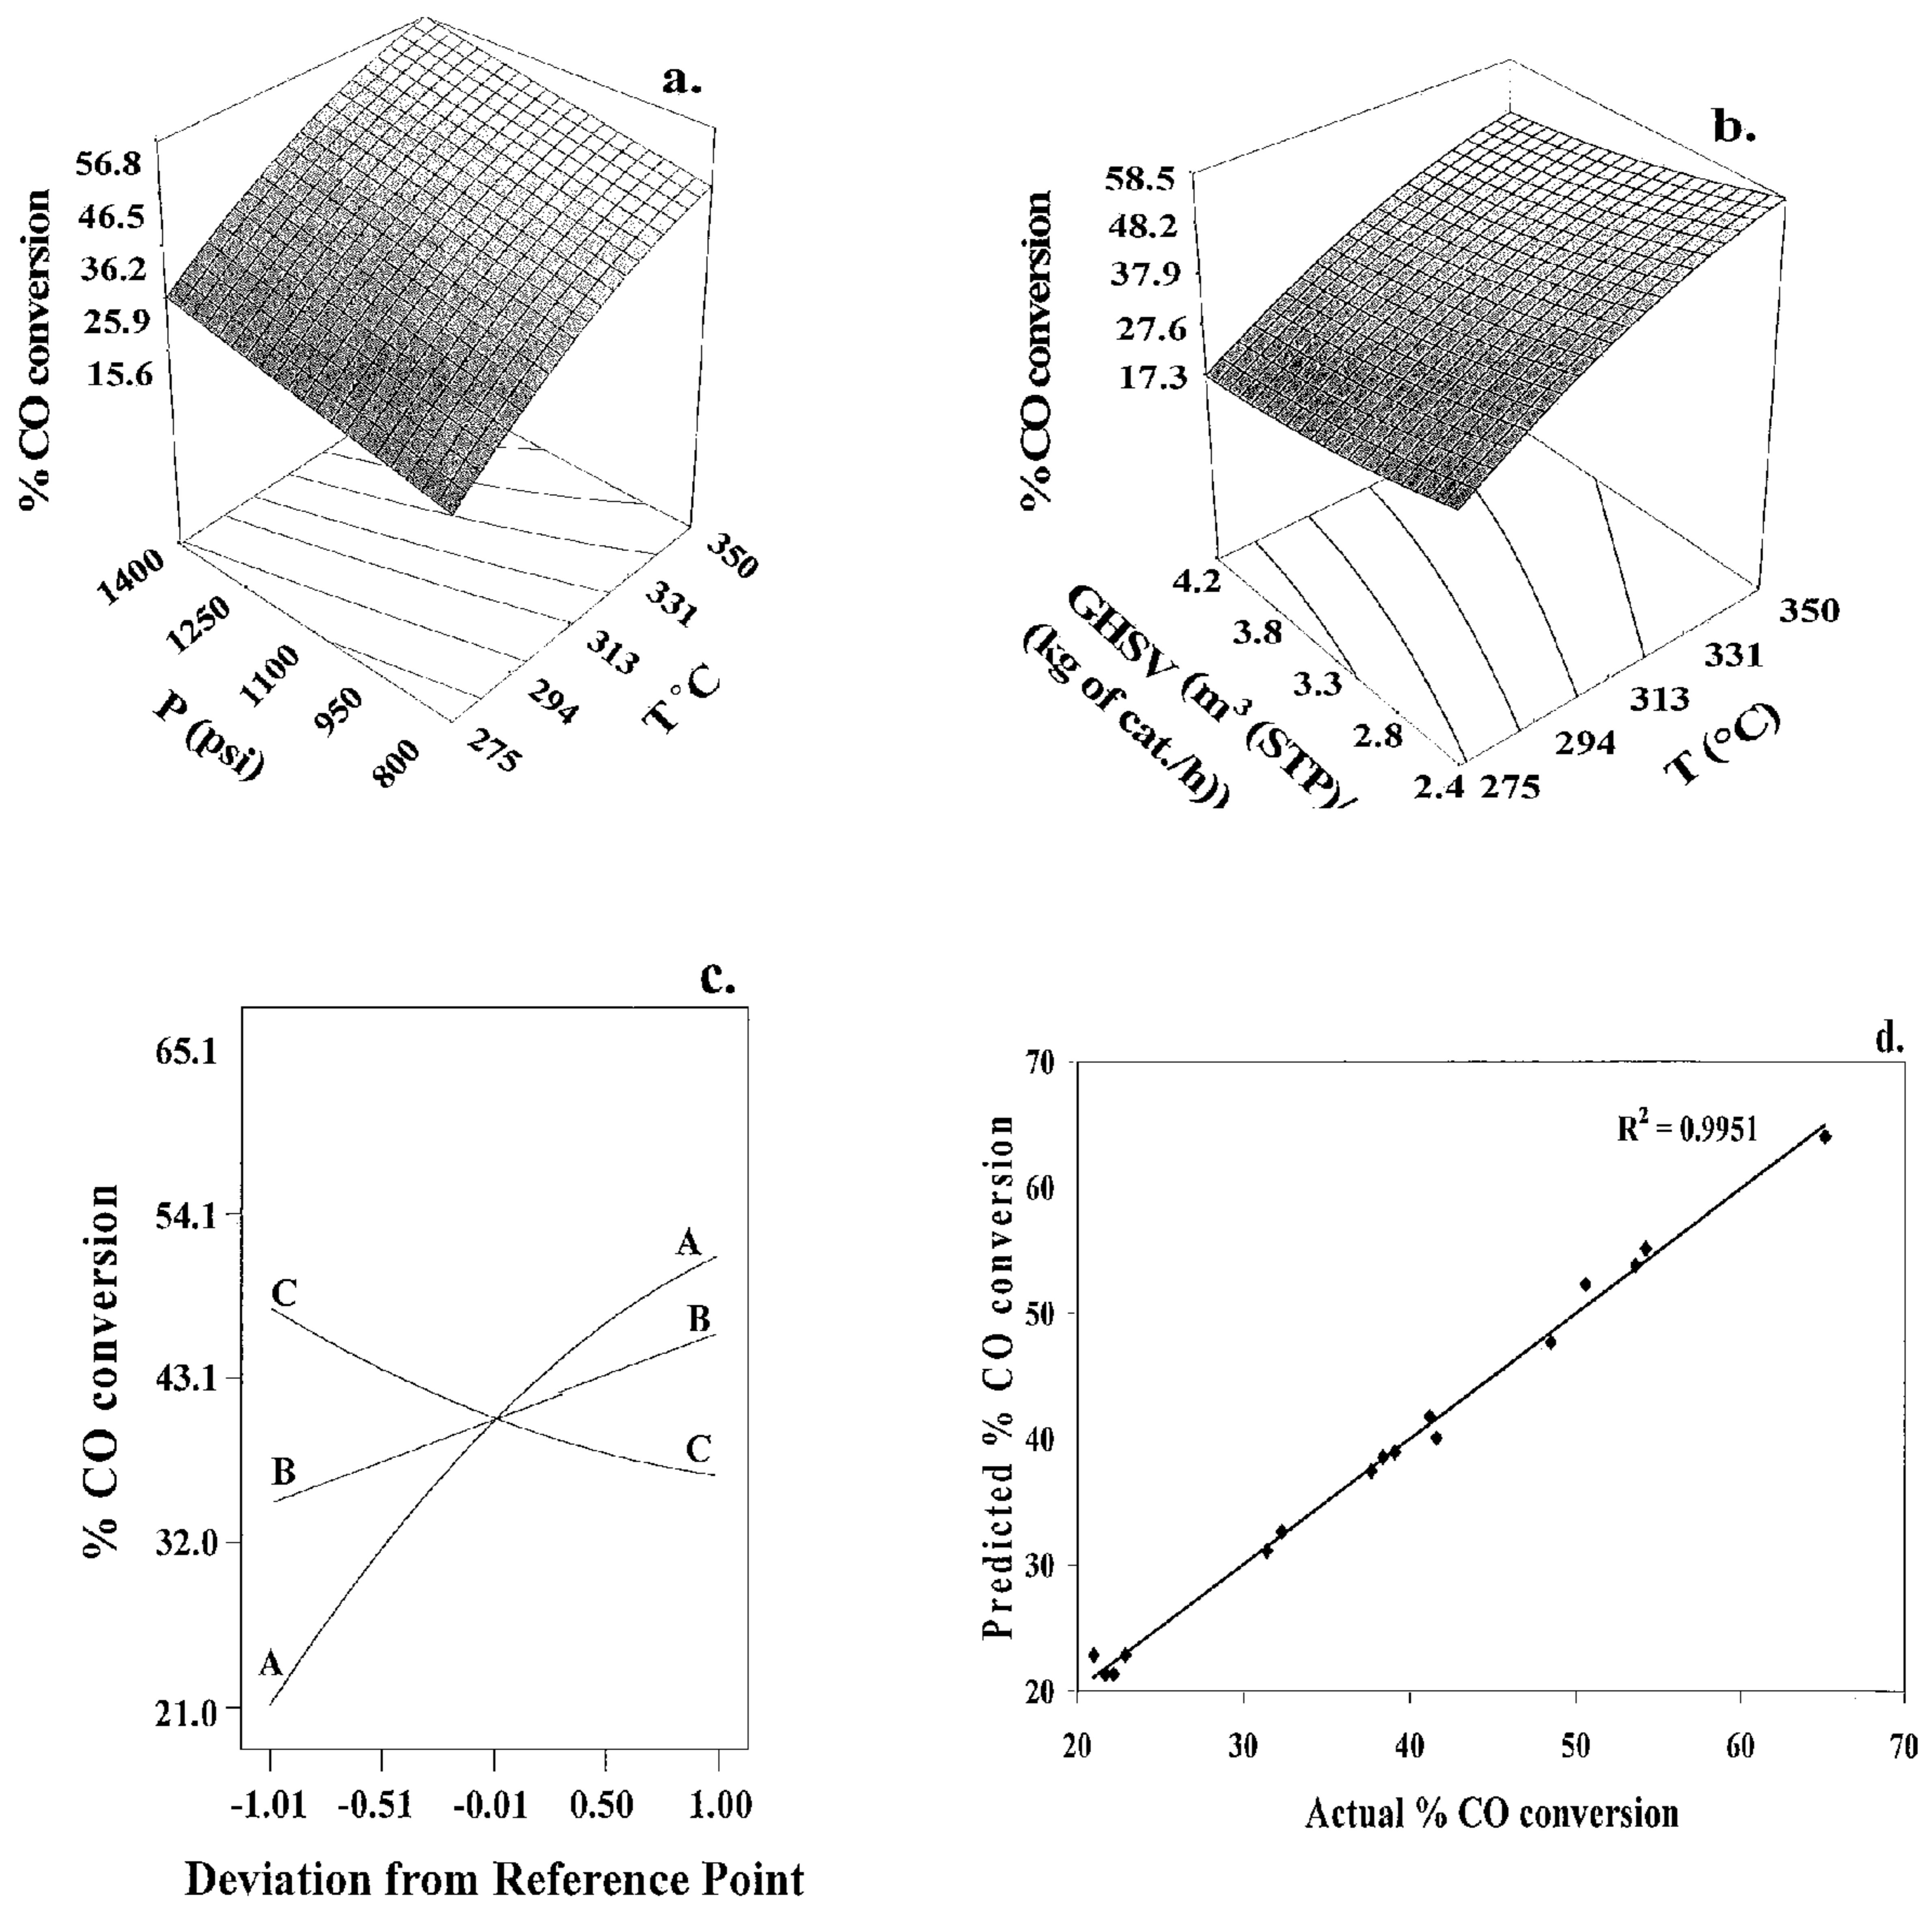 a.
% CO conversion
56.8
46.5
36.2
25.9
15.6
1400
1250
1100
950
800
P (psi)
275
294
313
331
350
T °C
b.
% CO conversion
58.5
48.2
37.9
27.6
17.3
4.2
3.8
3.3
2.8
2.4
GHSV (m³ (STP)/
(kg of cat./h))
275
294
313
331
350
T (°C)
c.
% CO conversion
65.1
54.1
43.1
32.0
21.0
C
B
A
A
B
C
-1.01 -0.51 -0.01 0.50 1.00
Deviation from Reference Point
d.
Predicted % CO conversion
70
60
50
40
30
20
R² = 0.9951
20 30 40 50 60 70
Actual % CO conversion